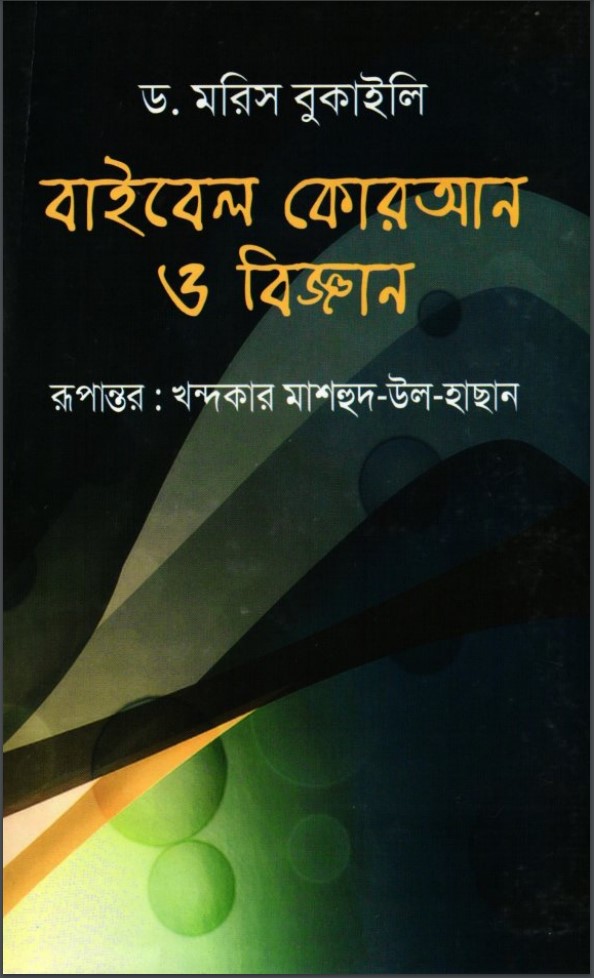 ড. মরিস বুকাইলি
বাইবেল কোরআন
ও বিজ্ঞান
রূপান্তর : খন্দকার মাশহুদ-উল-হাছান